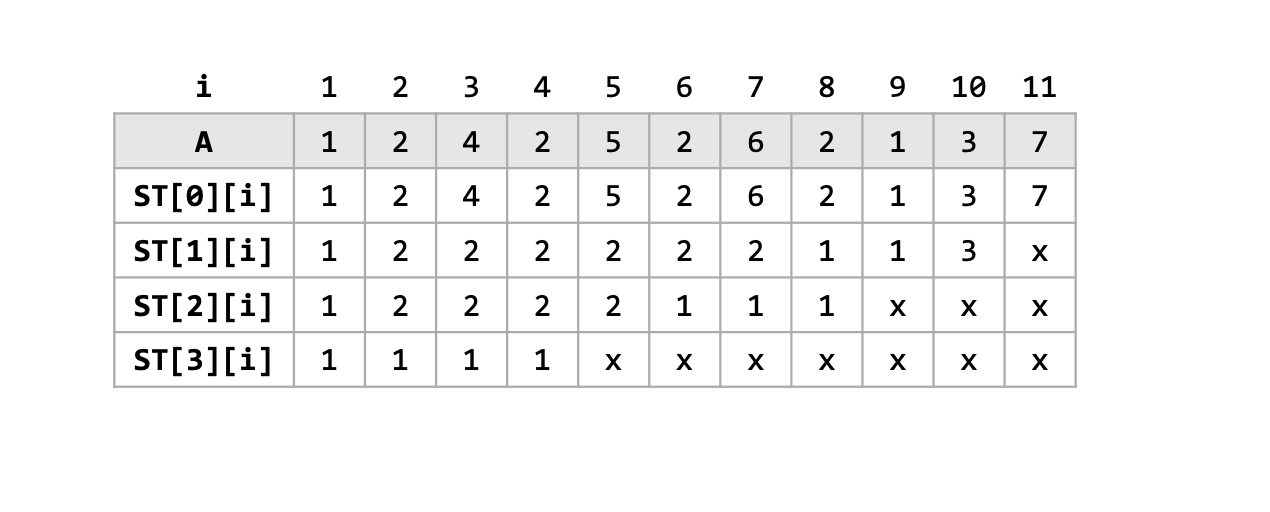 i 1 2 3 4 5 6 7 8 9 10 11
A 1 2 4 2 5 2 6 2 1 3 7
ST[0][i] 1 2 4 2 5 2 6 2 1 3 7
ST[1][i] 1 2 2 2 2 2 2 1 1 3 x
ST[2][i] 1 2 2 2 2 1 1 1 x x x
ST[3][i] 1 1 1 1 x x x x x x x